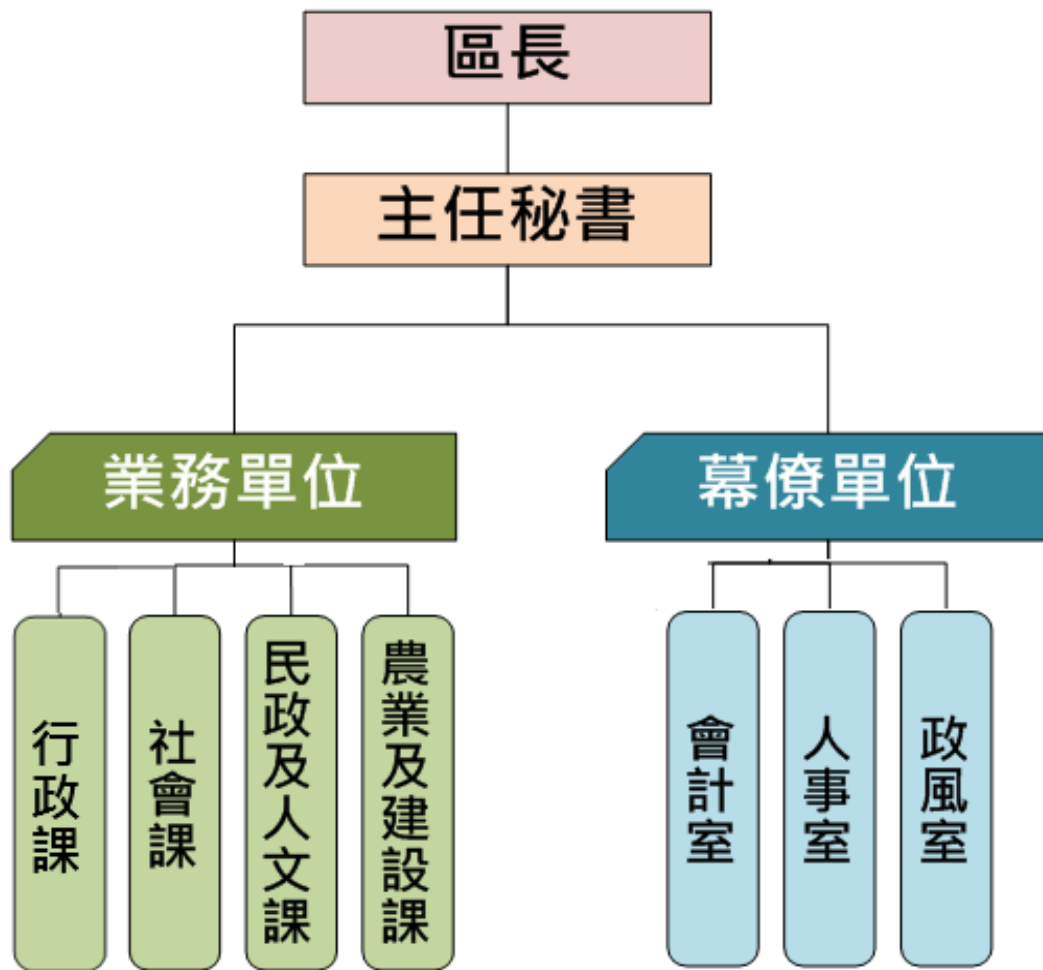 區長
主任秘書
業務單位
幕僚單位
行政課
社會課
民政及人文課
農業及建設課
會計室
人事室
政風室